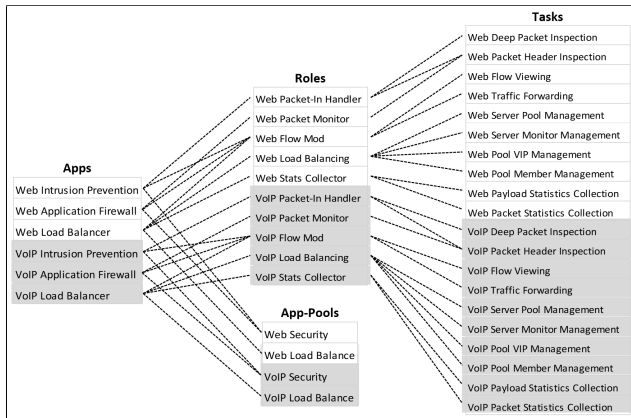 Apps
Web Intrusion Prevention
Web Application Firewall
Web Load Balancer
VoIP Intrusion Prevention
VoIP Application Firewall
VoIP Load Balancer
Roles
Web Packet-In Handler
Web Packet Monitor
Web Flow Mod
Web Load Balancing
Web Stats Collector
VoIP Packet-In Handler
VoIP Packet Monitor
VoIP Flow Mod
VoIP Load Balancing
VoIP Stats Collector
App-Pools
Web Security
Web Load Balance
VoIP Security
VoIP Load Balance
Tasks
Web Deep Packet Inspection
Web Packet Header Inspection
Web Flow Viewing
Web Traffic Forwarding
Web Server Pool Management
Web Server Monitor Management
Web Pool VIP Management
Web Pool Member Management
Web Payload Statistics Collection
Web Packet Statistics Collection
VoIP Deep Packet Inspection
VoIP Packet Header Inspection
VoIP Flow Viewing
VoIP Traffic Forwarding
VoIP Server Pool Management
VoIP Server Monitor Management
VoIP Pool VIP Management
VoIP Pool Member Management
VoIP Payload Statistics Collection
VoIP Packet Statistics Collection